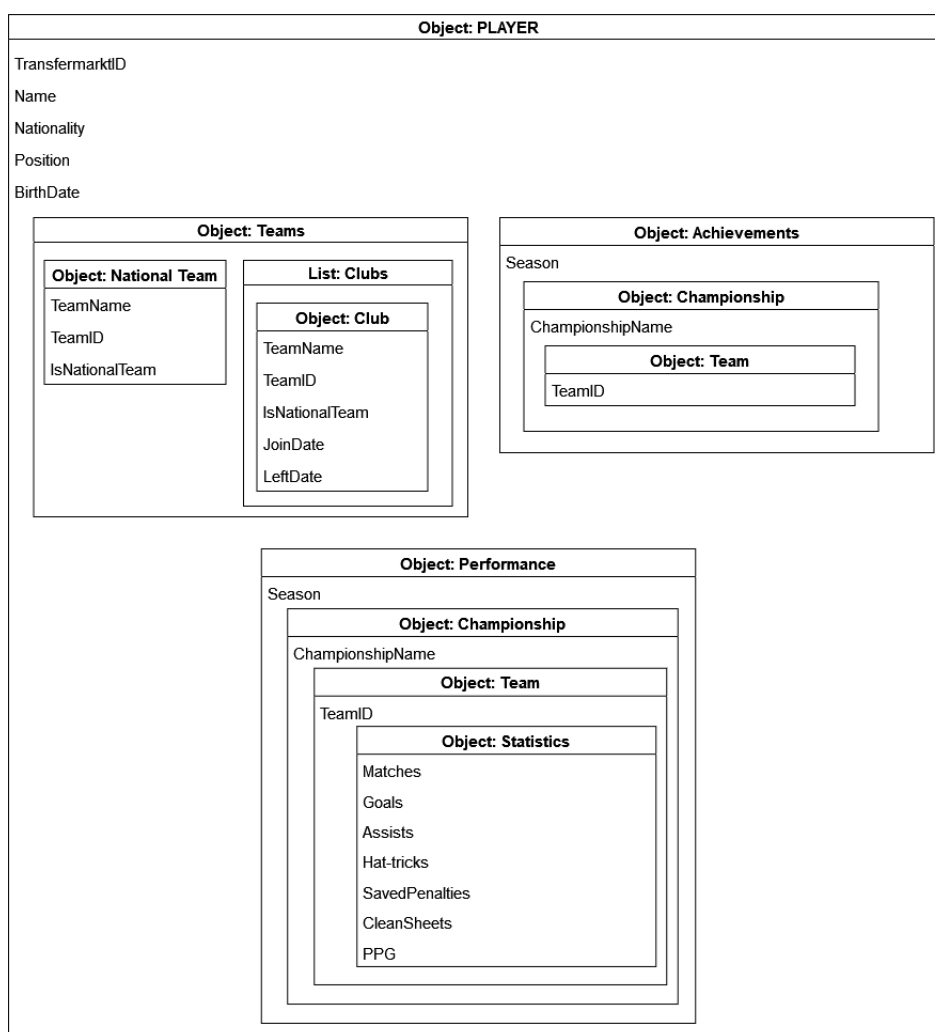 Object: PLAYER
TransfermarktID
Name
Nationality
Position
BirthDate
Object: Teams
Object: National Team
TeamName
TeamID
IsNationalTeam
List: Clubs
Object: Club
TeamName
TeamID
IsNationalTeam
JoinDate
LeftDate
Object: Achievements
Season
Object: Championship
ChampionshipName
Object: Team
TeamID
Object: Performance
Season
Object: Championship
ChampionshipName
Object: Team
TeamID
Object: Statistics
Matches
Goals
Assists
Hat-tricks
SavedPenalties
CleanSheets
PPG